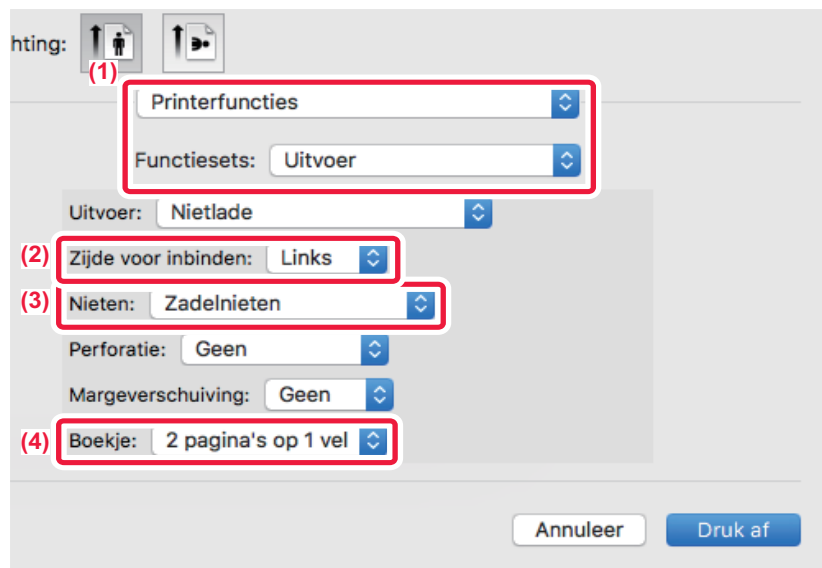 hting:
(1)
Printerfuncties
Functiesets: Uitvoer
Uitvoer: Nietlade
(2) Zijde voor inbinden: Links
(3) Nieten: Zadelnieten
Perforatie: Geen
Margeverschuiving: Geen
(4) Boekje: 2 pagina's op 1 vel
Annuleer Druk af